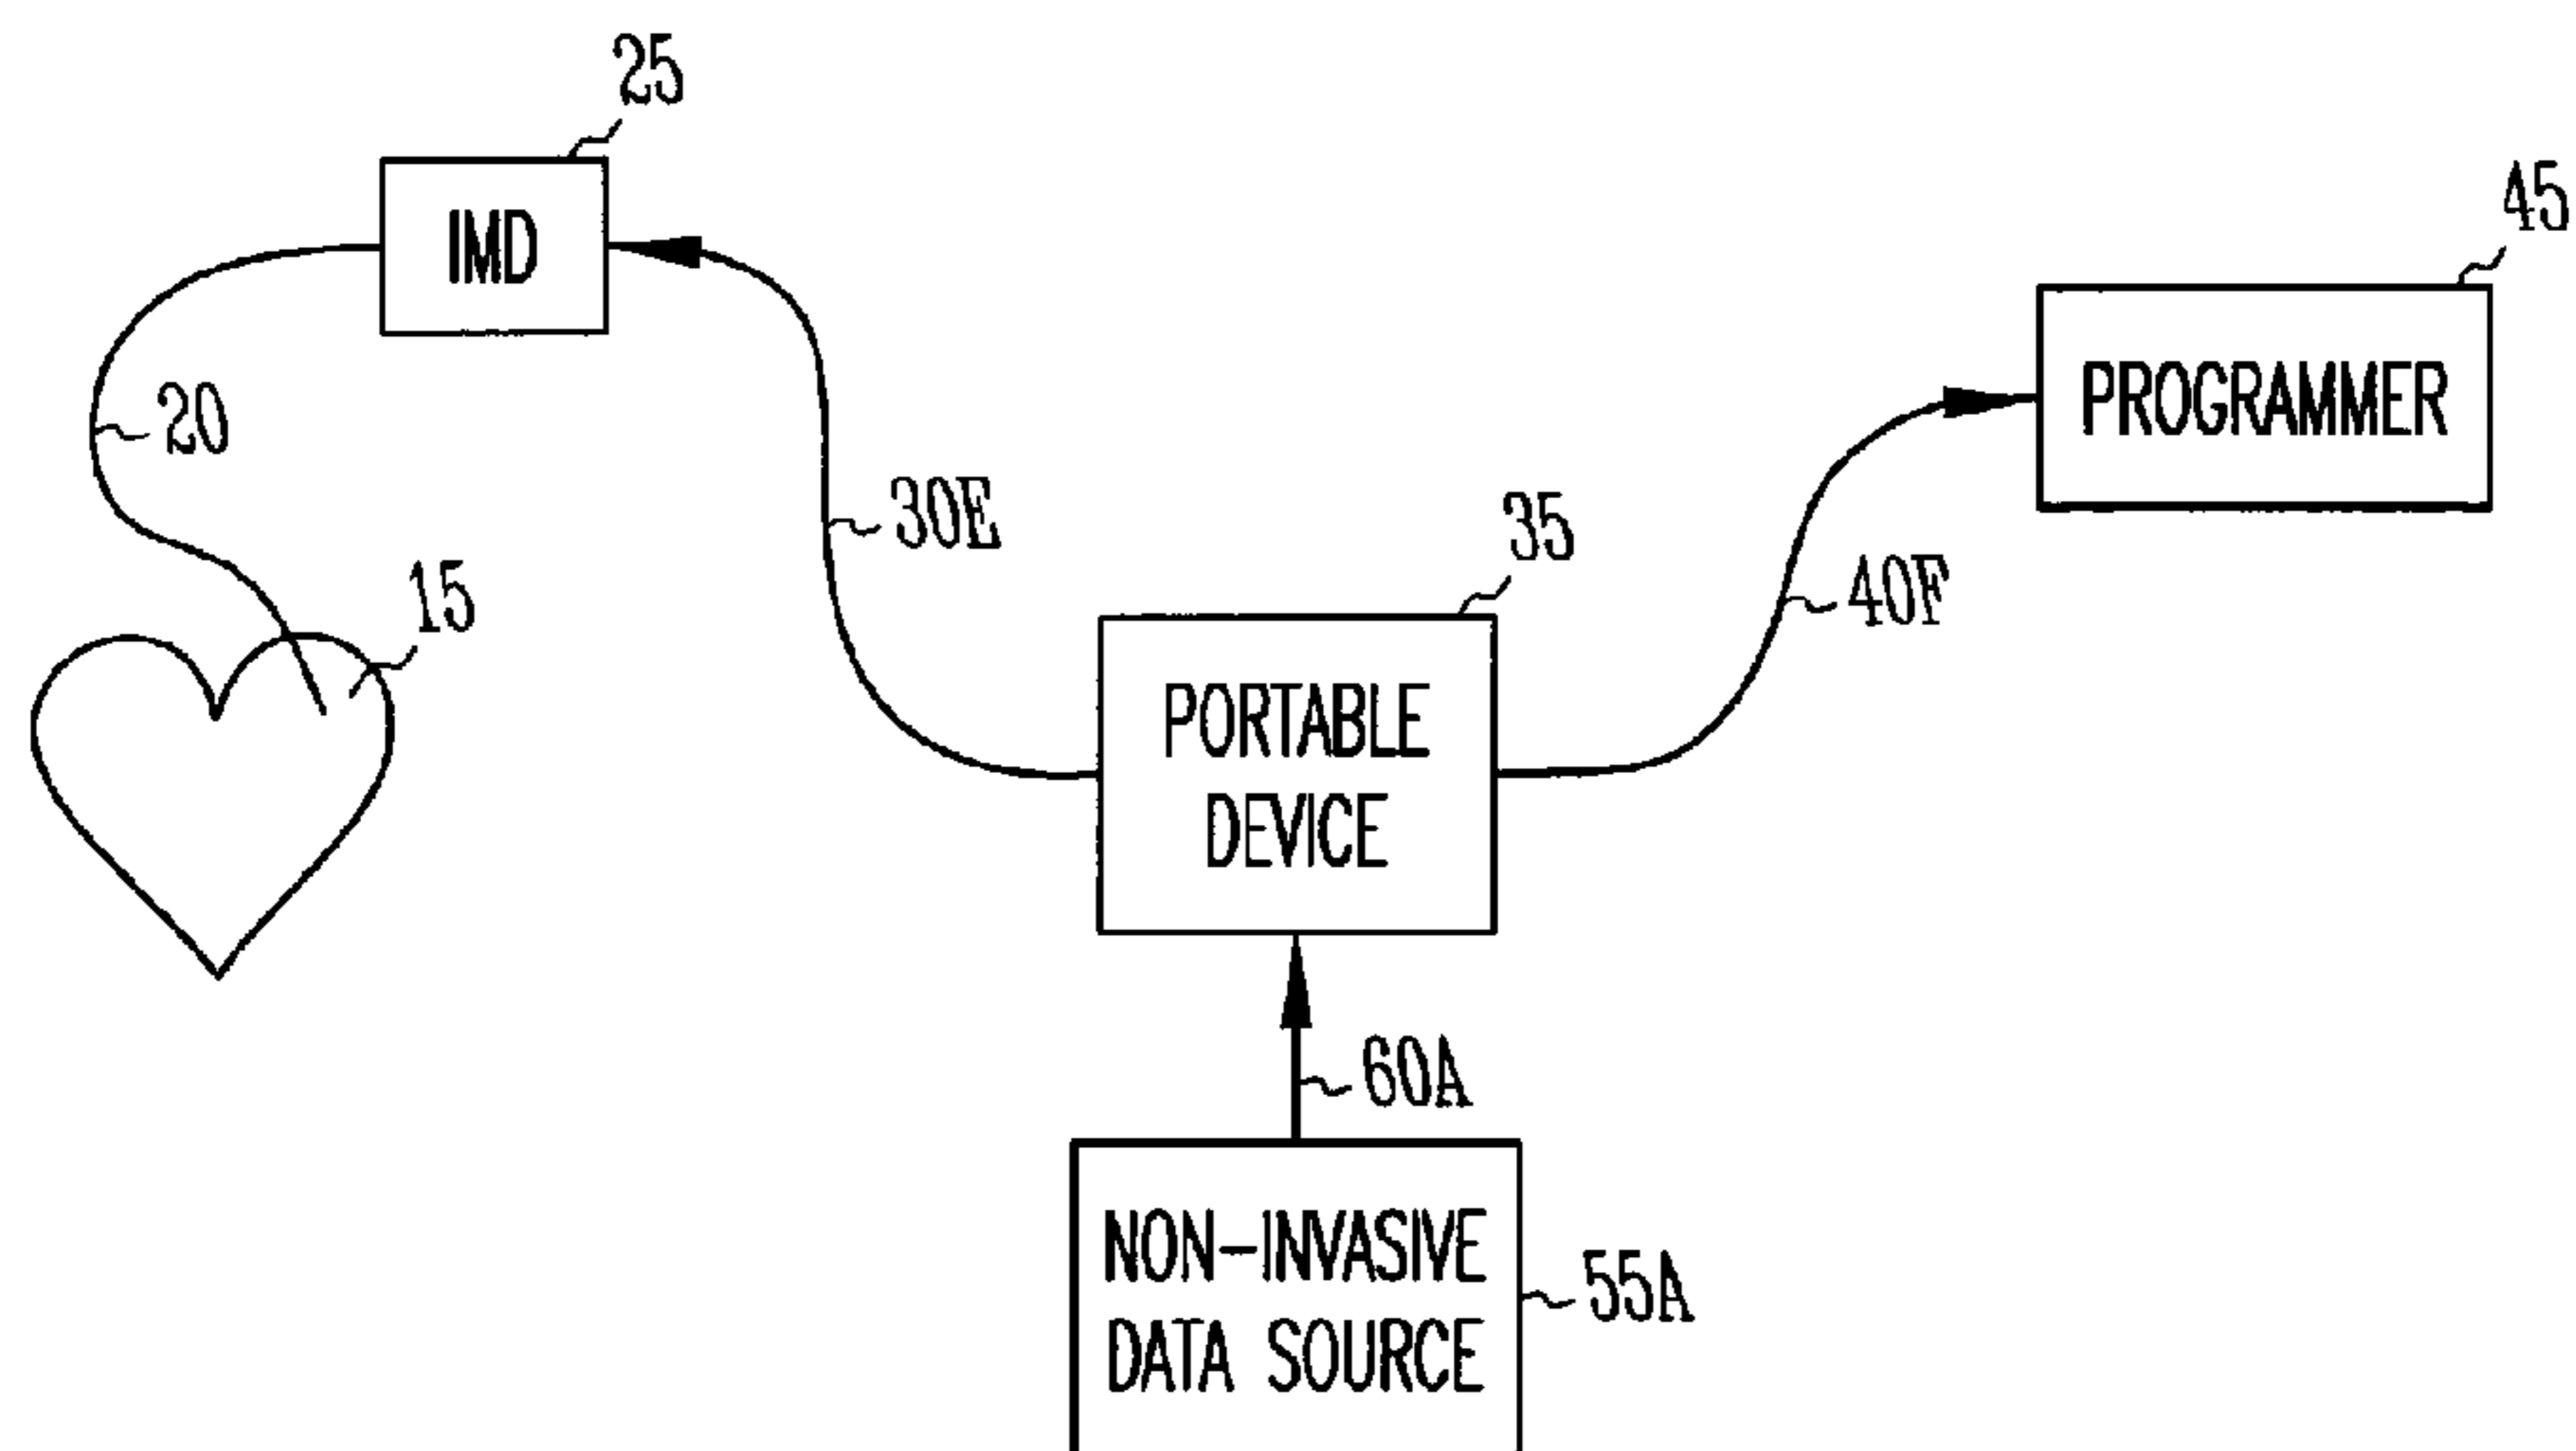 25
IMD
45
PROGRAMMER
20
30E
35
40F
15
PORTABLE
DEVICE
60A
NON-INVASIVE
DATA SOURCE
55A